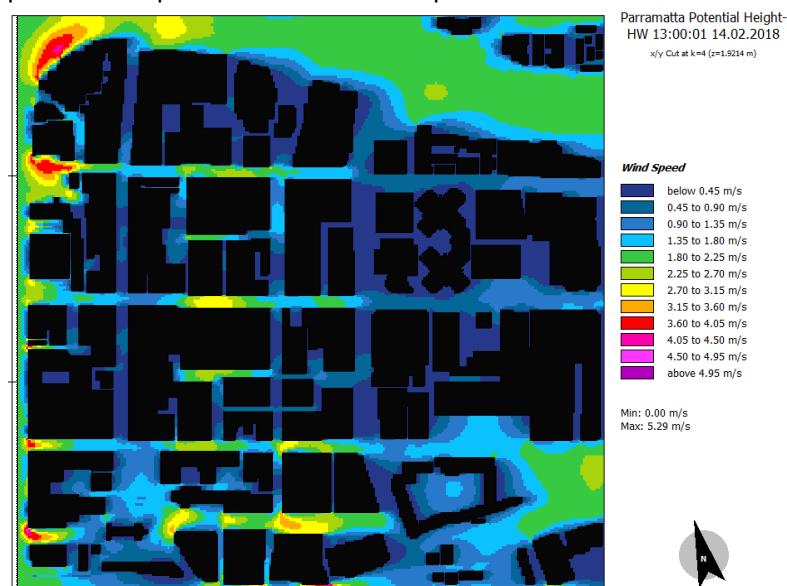 Parramatta Potential Height-
HW 13:00:01 14.02.2018
x/y Cut at k=4 (z=1.9214 m)
Wind Speed
below 0.45 m/s
0.45 to 0.90 m/s
0.90 to 1.35 m/s
1.35 to 1.80 m/s
1.80 to 2.25 m/s
2.25 to 2.70 m/s
2.70 to 3.15 m/s
3.15 to 3.60 m/s
3.60 to 4.05 m/s
4.05 to 4.50 m/s
4.50 to 4.95 m/s
above 4.95 m/s
Min: 0.00 m/s
Max: 5.29 m/s
N